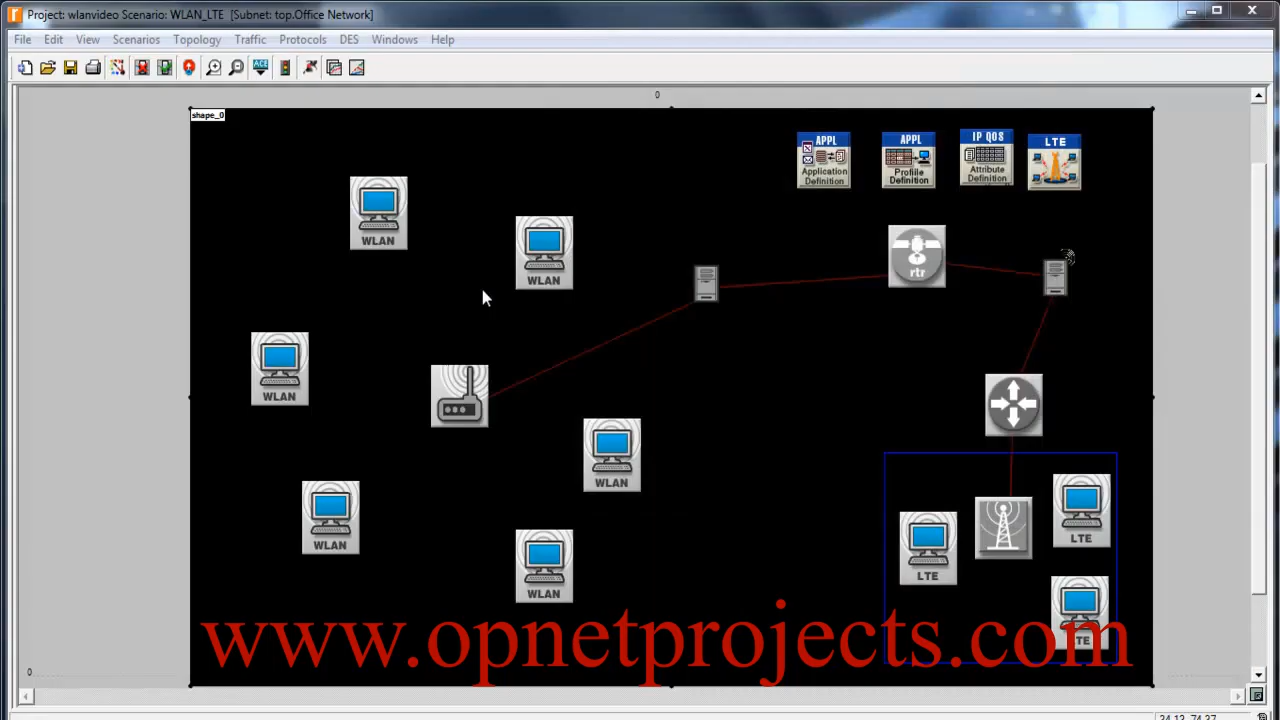 Project: wlanvideo Scenario: WLAN_LTE [Subnet: top.Office Network]
File Edit View Scenarios Topology Traffic Protocols DES Windows Help
ACE
0
shape_0
APPL
Application
Definition
APPL
Profile
Definition
IP QOS
Attribute
Definition
LTE
WLAN
WLAN
rtr
WLAN
WLAN
WLAN
WLAN
LTE
LTE
LTE
www.opnetprojects.com
0